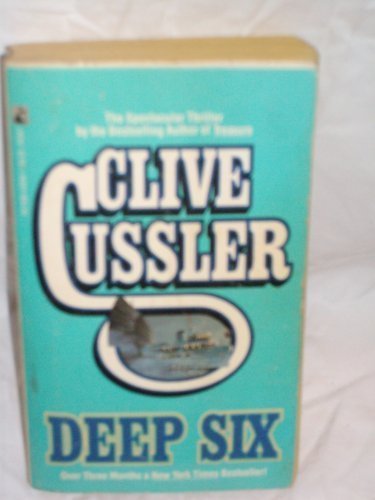 The Spectacular Thriller
by the Bestselling Author of Treasure
CLIVE
CUSSLER
DEEP SIX
Over Three Months a New York Times Bestseller!